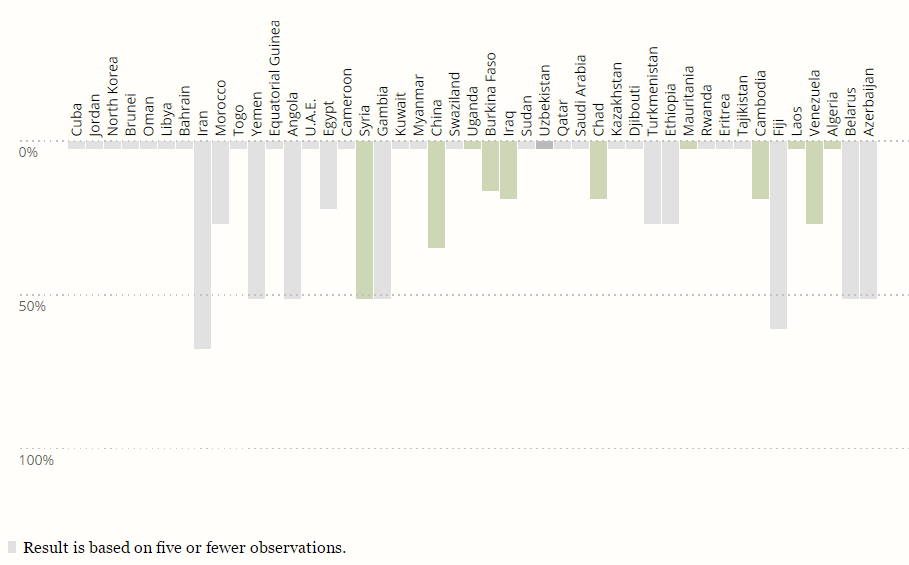 Cuba
Jordan
North Korea
Brunei
Oman
Libya
Bahrain
Iran
Morocco
Togo
Yemen
Equatorial Guinea
Angola
U.A.E.
Egypt
Cameroon
Syria
Gambia
Kuwait
Myanmar
China
Swaziland
Uganda
Burkina Faso
Iraq
Sudan
Uzbekistan
Qatar
Saudi Arabia
Chad
Kazakhstan
Djibouti
Turkmenistan
Ethiopia
Mauritania
Rwanda
Eritrea
Tajikistan
Cambodia
Fiji
Laos
Venezuela
Algeria
Belarus
Azerbaijan
0%
50%
100%
Result is based on five or fewer observations.